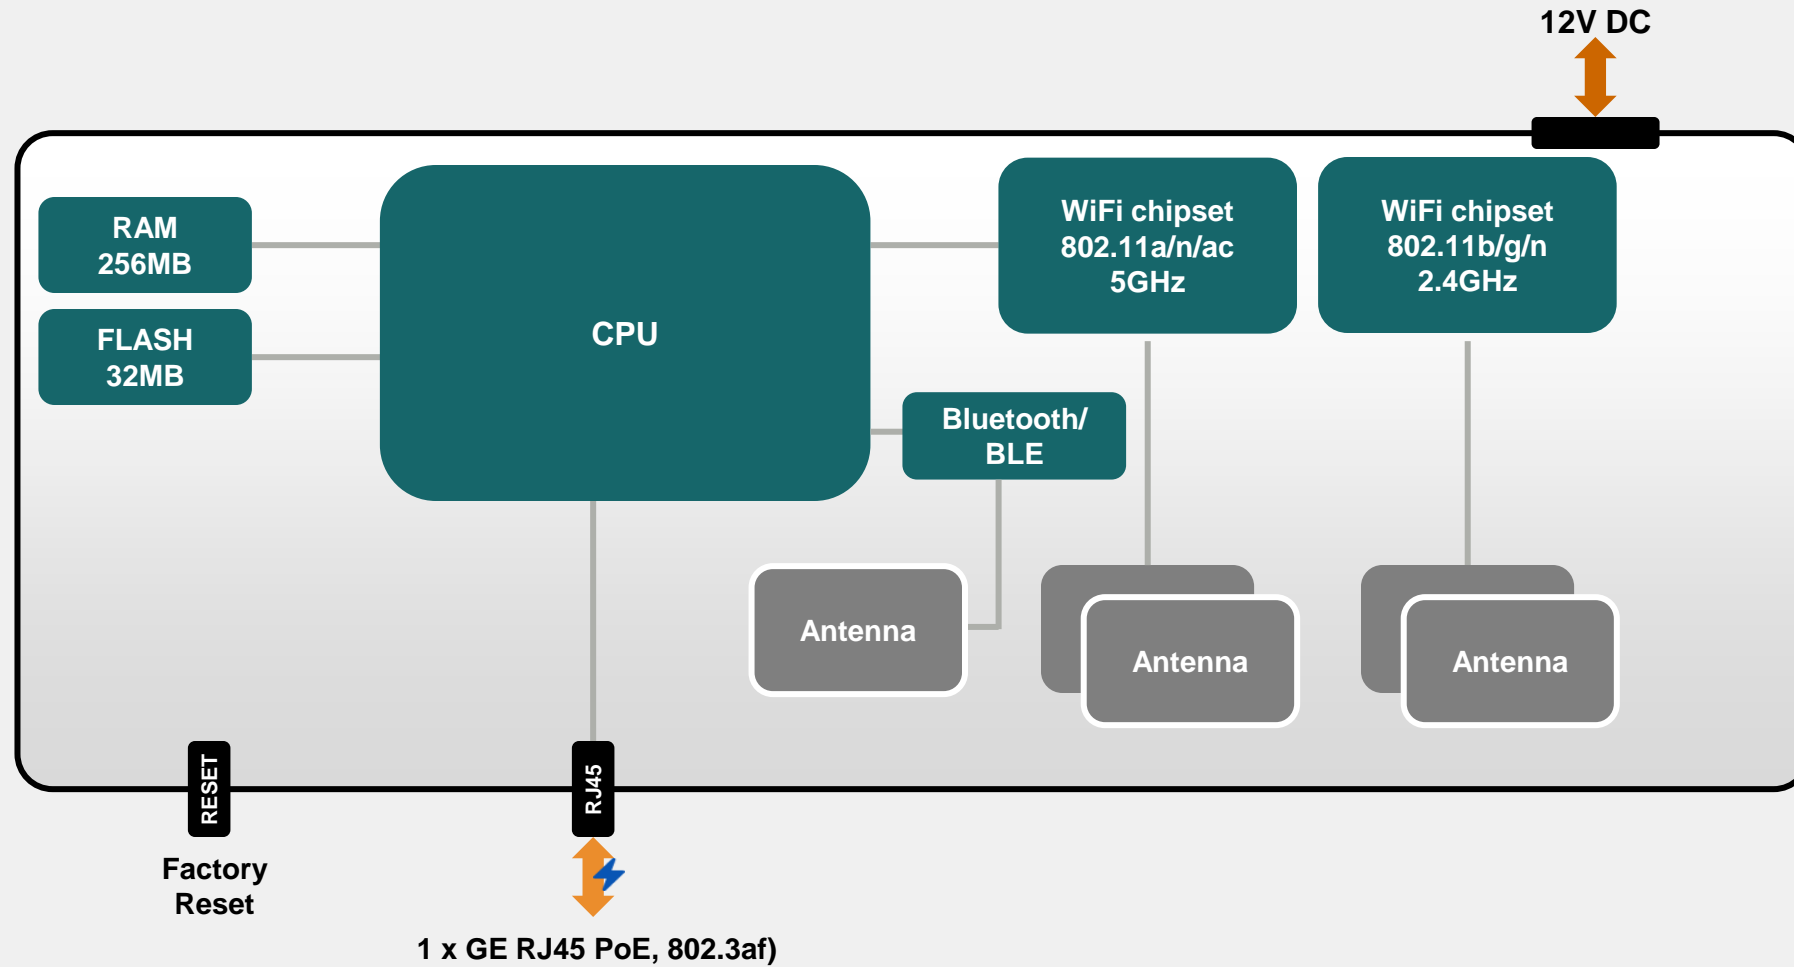 12V DC
RAM
256MB
FLASH
32MB
CPU
WiFi chipset
802.11a/n/ac
5GHz
WiFi chipset
802.11b/g/n
2.4GHz
Bluetooth/
BLE
Antenna
Antenna
Antenna
RESET
RJ45
Factory
Reset
1 x GE RJ45 PoE, 802.3af)